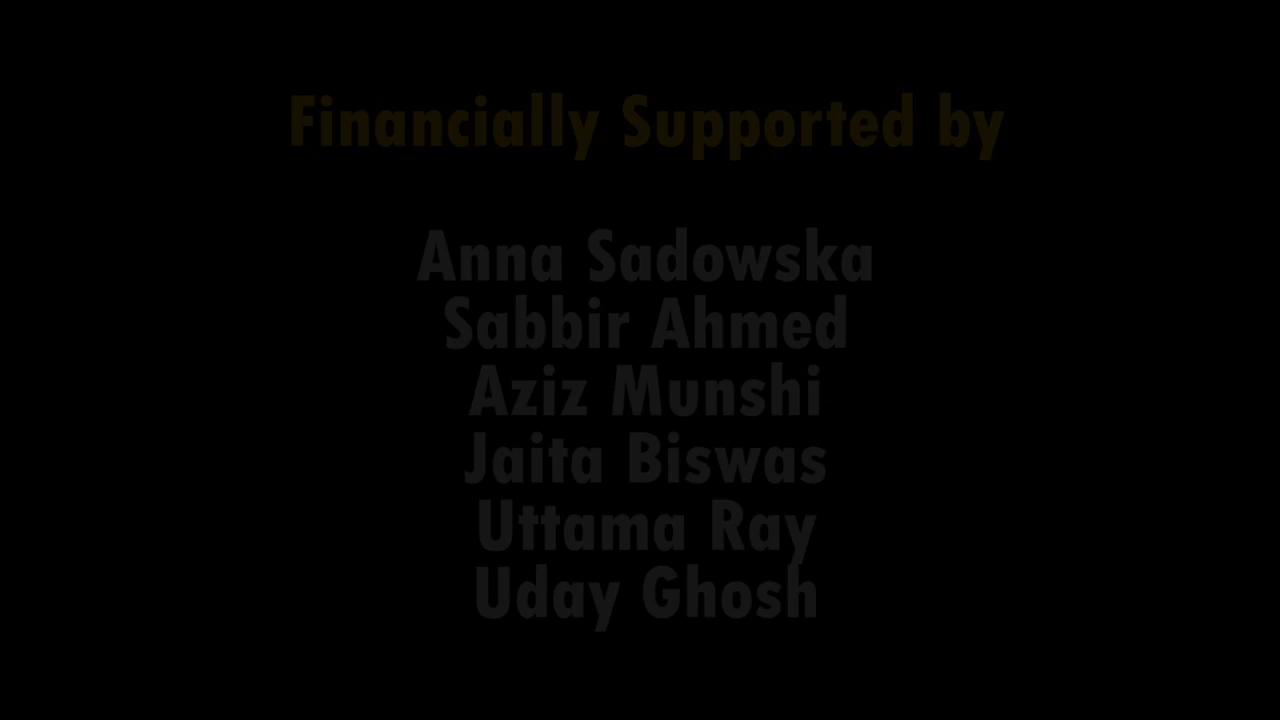 Financially Supported by
Anna Sadowska
Sabbir Ahmed
Aziz Munshi
Jaita Biswas
Uttama Ray
Uday Ghosh